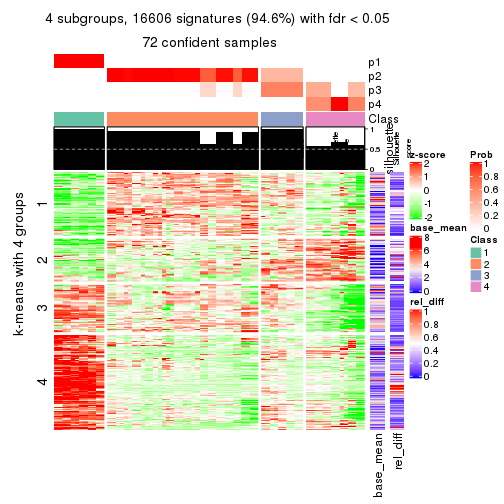 4 subgroups, 16606 signatures (94.6%) with fdr < 0.05
72 confident samples
p1
p2
p3
p4
Class
1
0.5
0
silhouette
Silhouette
score
k-means with 4 groups
1
2
3
4
base_mean
rel_diff
z-score
2
1
0
-1
-2
base_mean
8
6
4
2
0
rel_diff
1
0.8
0.6
0.4
0.2
0
Prob
1
0.8
0.6
0.4
0.2
0
Class
1
2
3
4